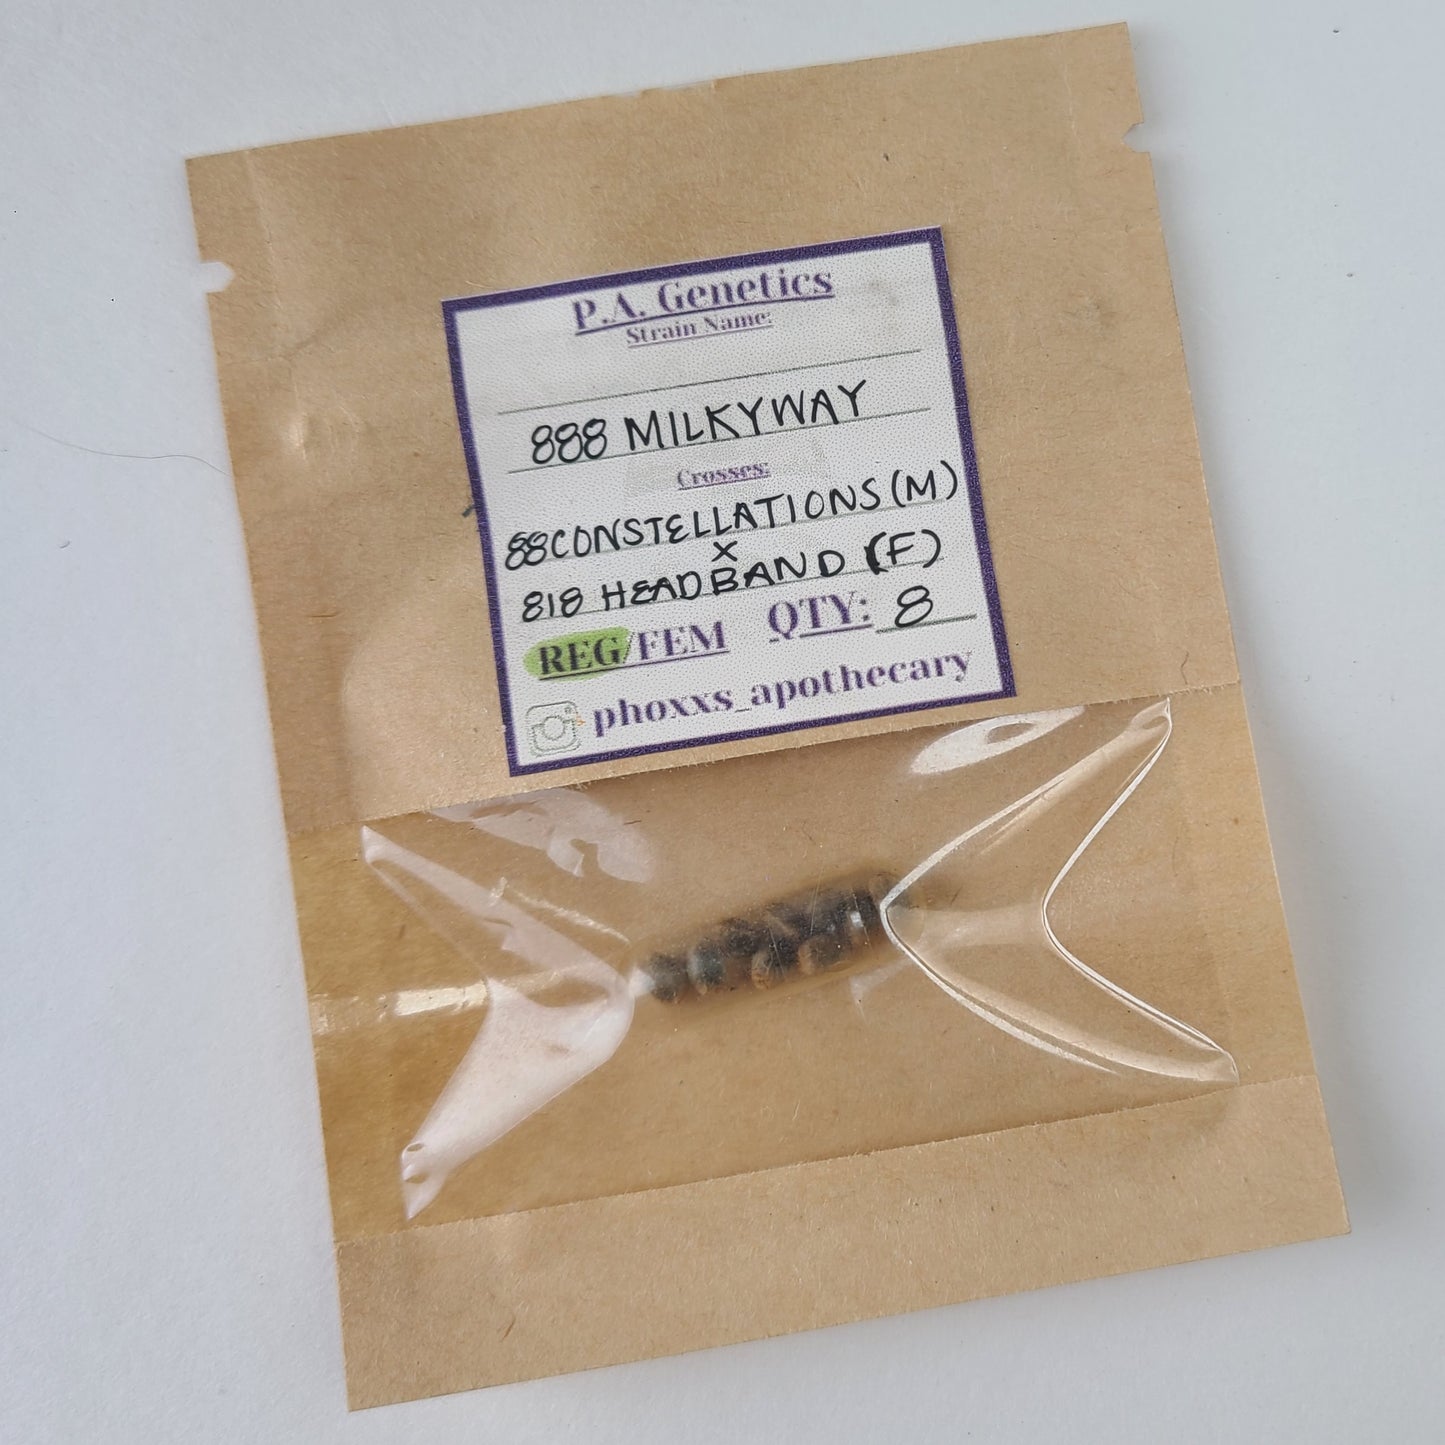 P.A. Genetics
Strain Name:
888 MILKYWAY
Crosses:
88CONSTELLATIONS (M)
X
818 HEADBAND (F)
REG/FEM QTY: 8
phoxxs_apothecary